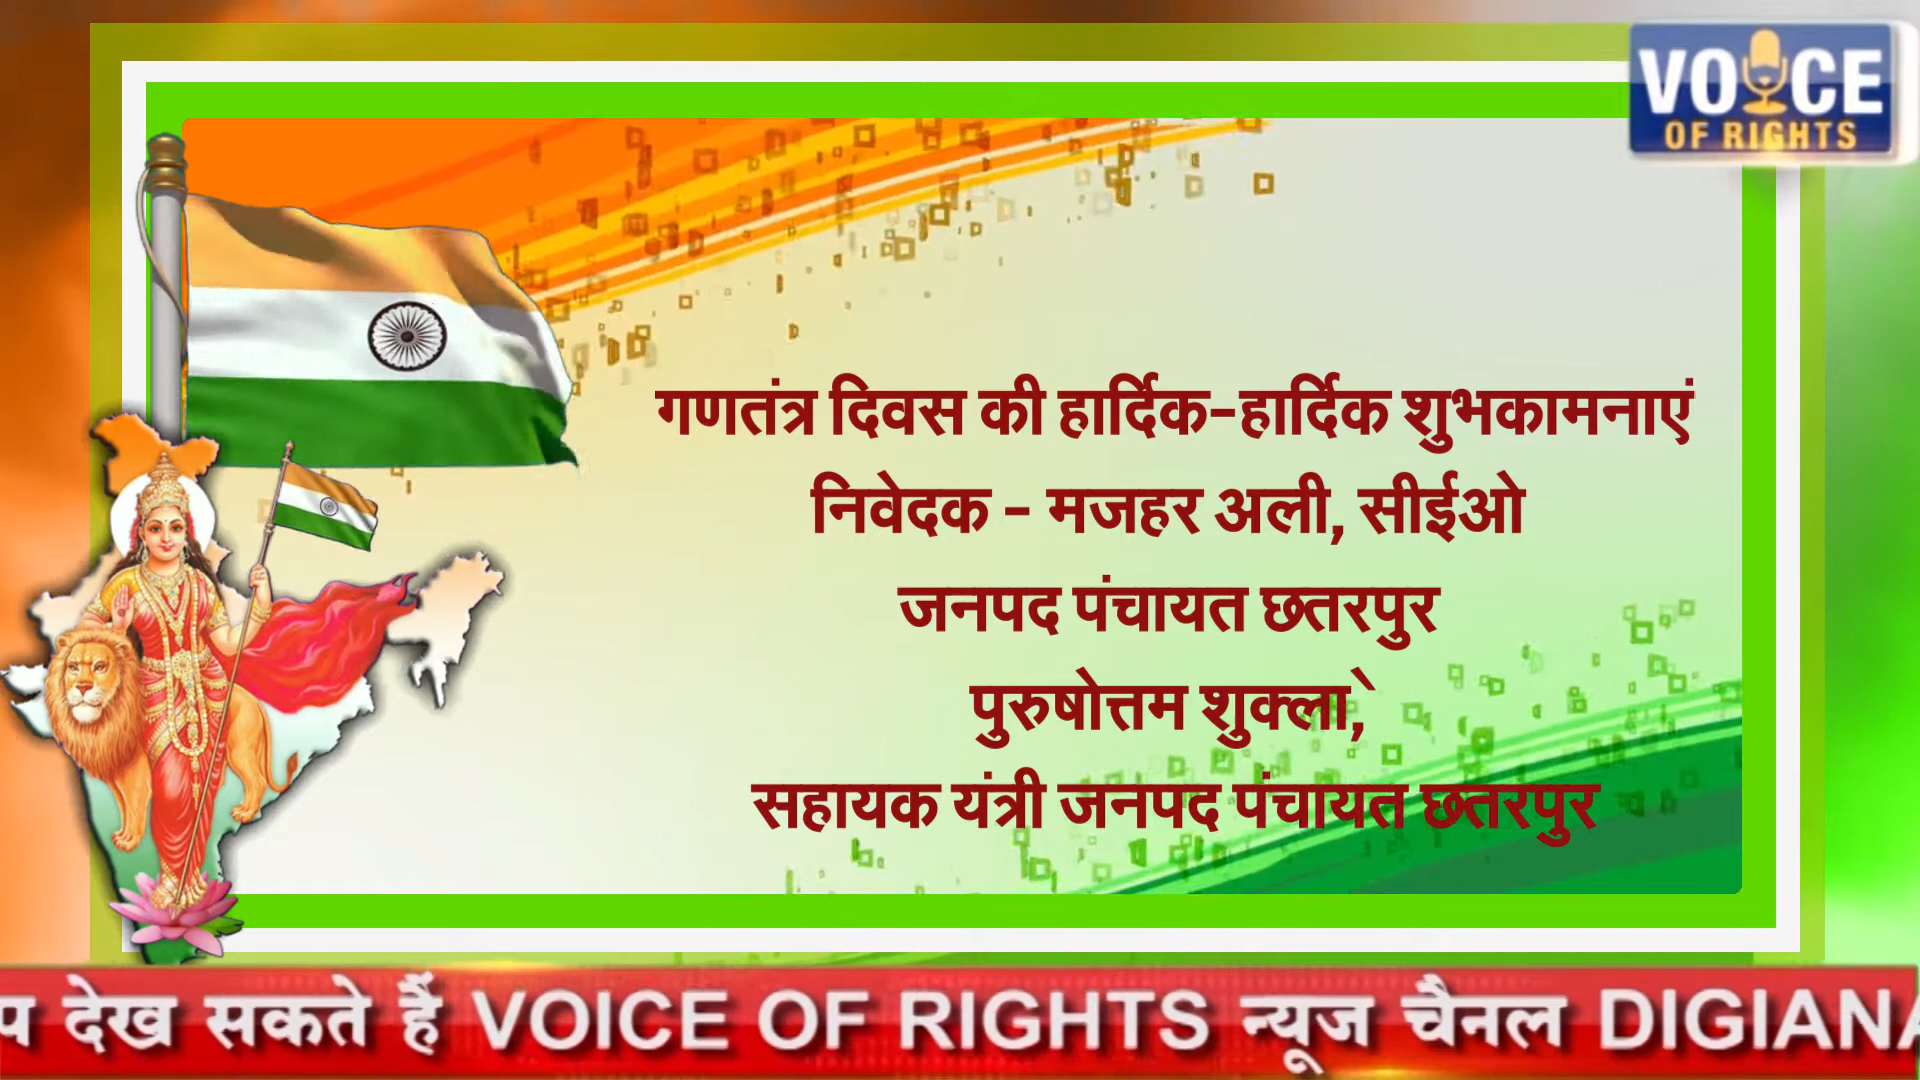 VOICE
OF RIGHTS
गणतंत्र दिवस की हार्दिक-हार्दिक शुभकामनाएं
निवेदक - मजहर अली, सीईओ
जनपद पंचायत छतरपुर
पुरुषोत्तम शुक्ला,`
सहायक यंत्री जनपद पंचायत छतरपुर
प देख सकते हैं VOICE OF RIGHTS न्यूज चैनल DIGIANA